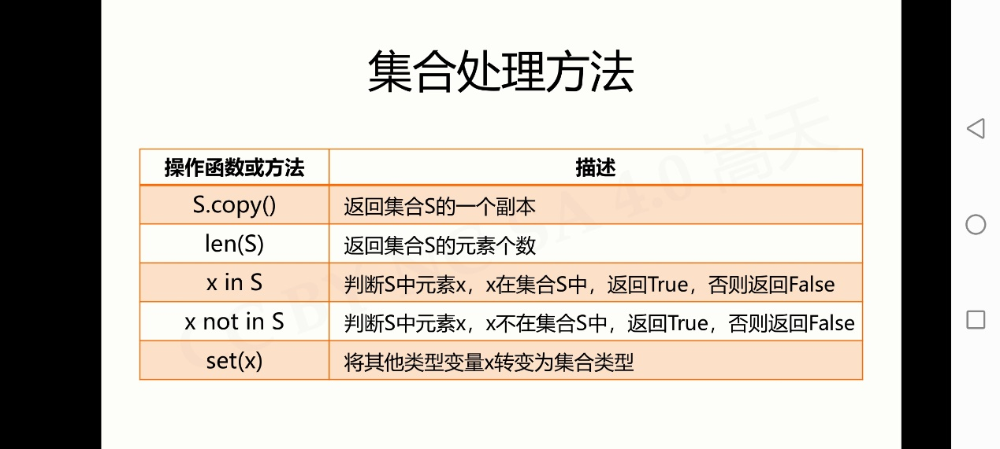 集合处理方法
操作函数或方法 描述
S.copy() 返回集合S的一个副本
len(S) 返回集合S的元素个数
x in S 判断S中元素x，x在集合S中，返回True，否则返回False
x not in S 判断S中元素x，x不在集合S中，返回True，否则返回False
set(x) 将其他类型变量x转变为集合类型
CC BY NC SA 4.0 嵩天